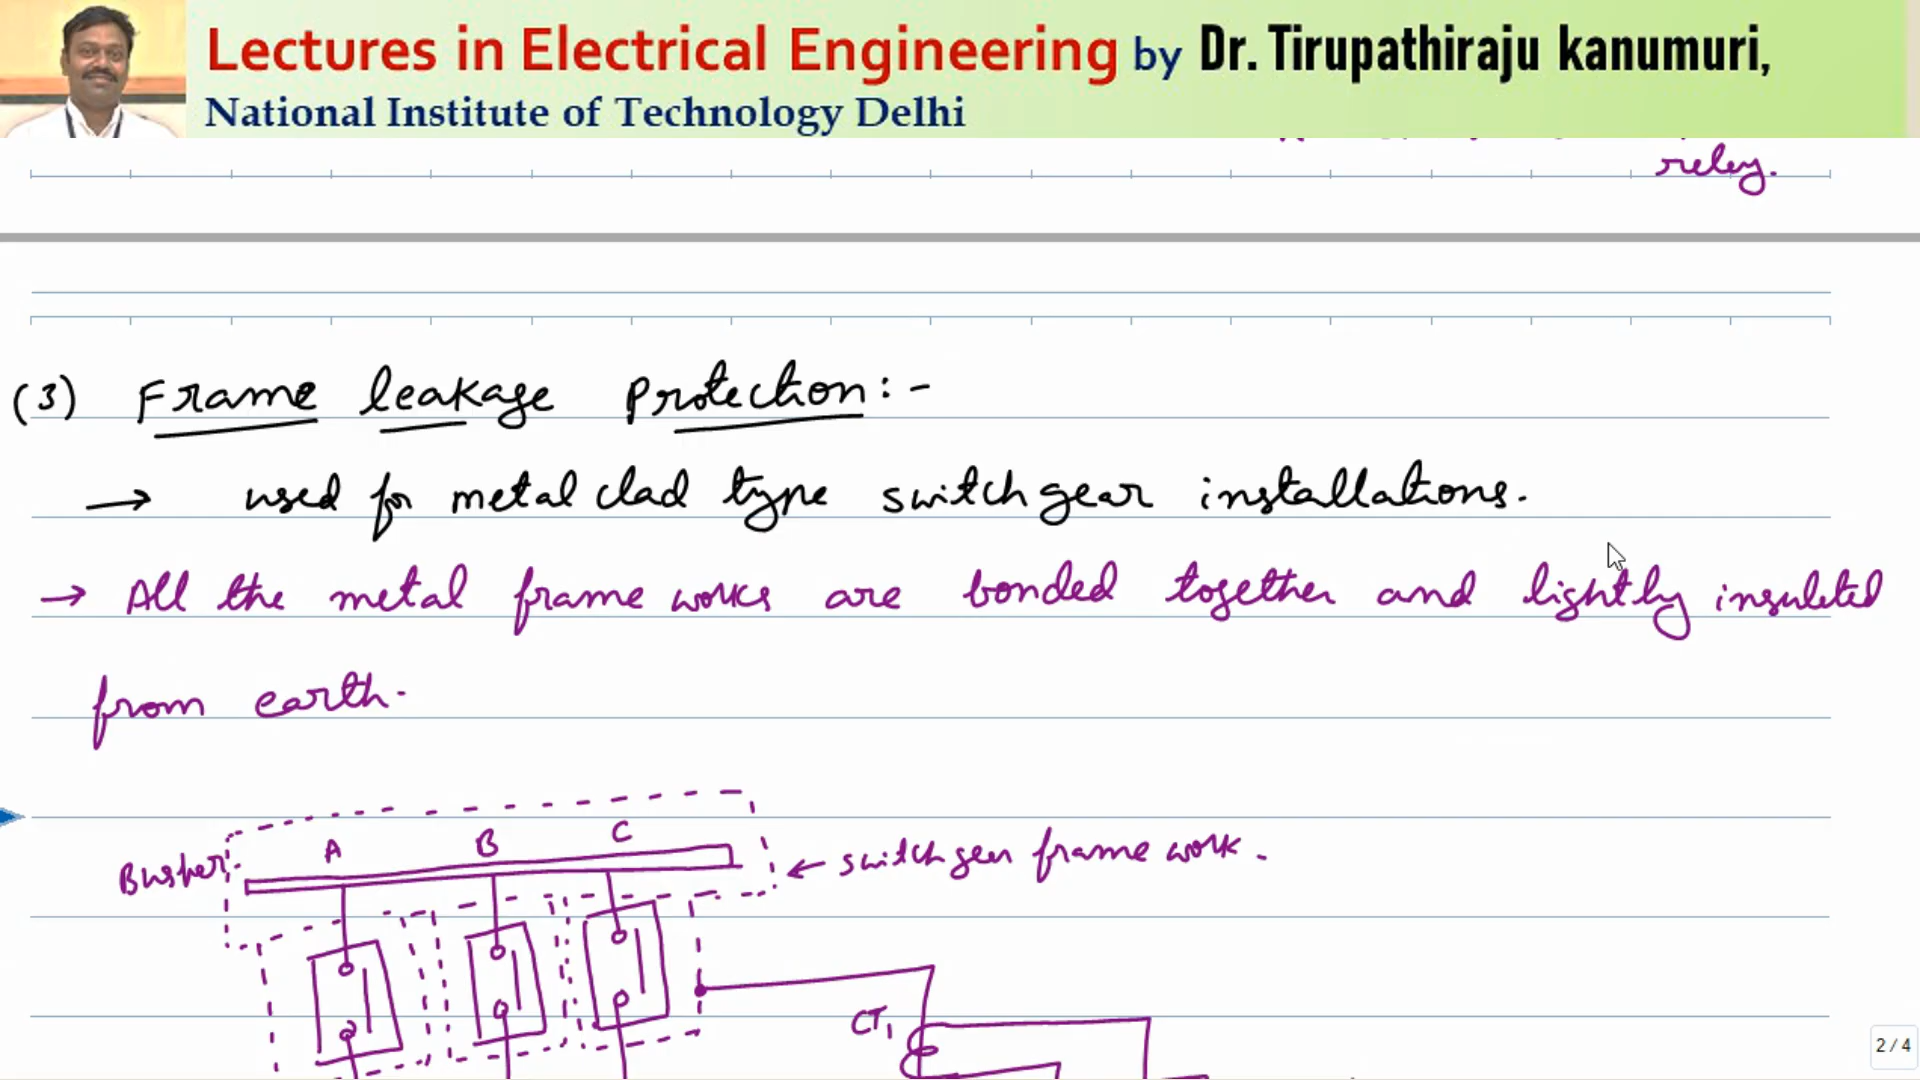 Lectures in Electrical Engineering by Dr. Tirupathiraju kanumuri,
National Institute of Technology Delhi
reley.
(3) Frame leakage Protection:-
→ used for metal clad type switchgear installations.
→ All the metal frame works are bonded together and lightly insulated
from earth.
A B C
Busbar
← switchgear frame work.
CT1
2 / 4